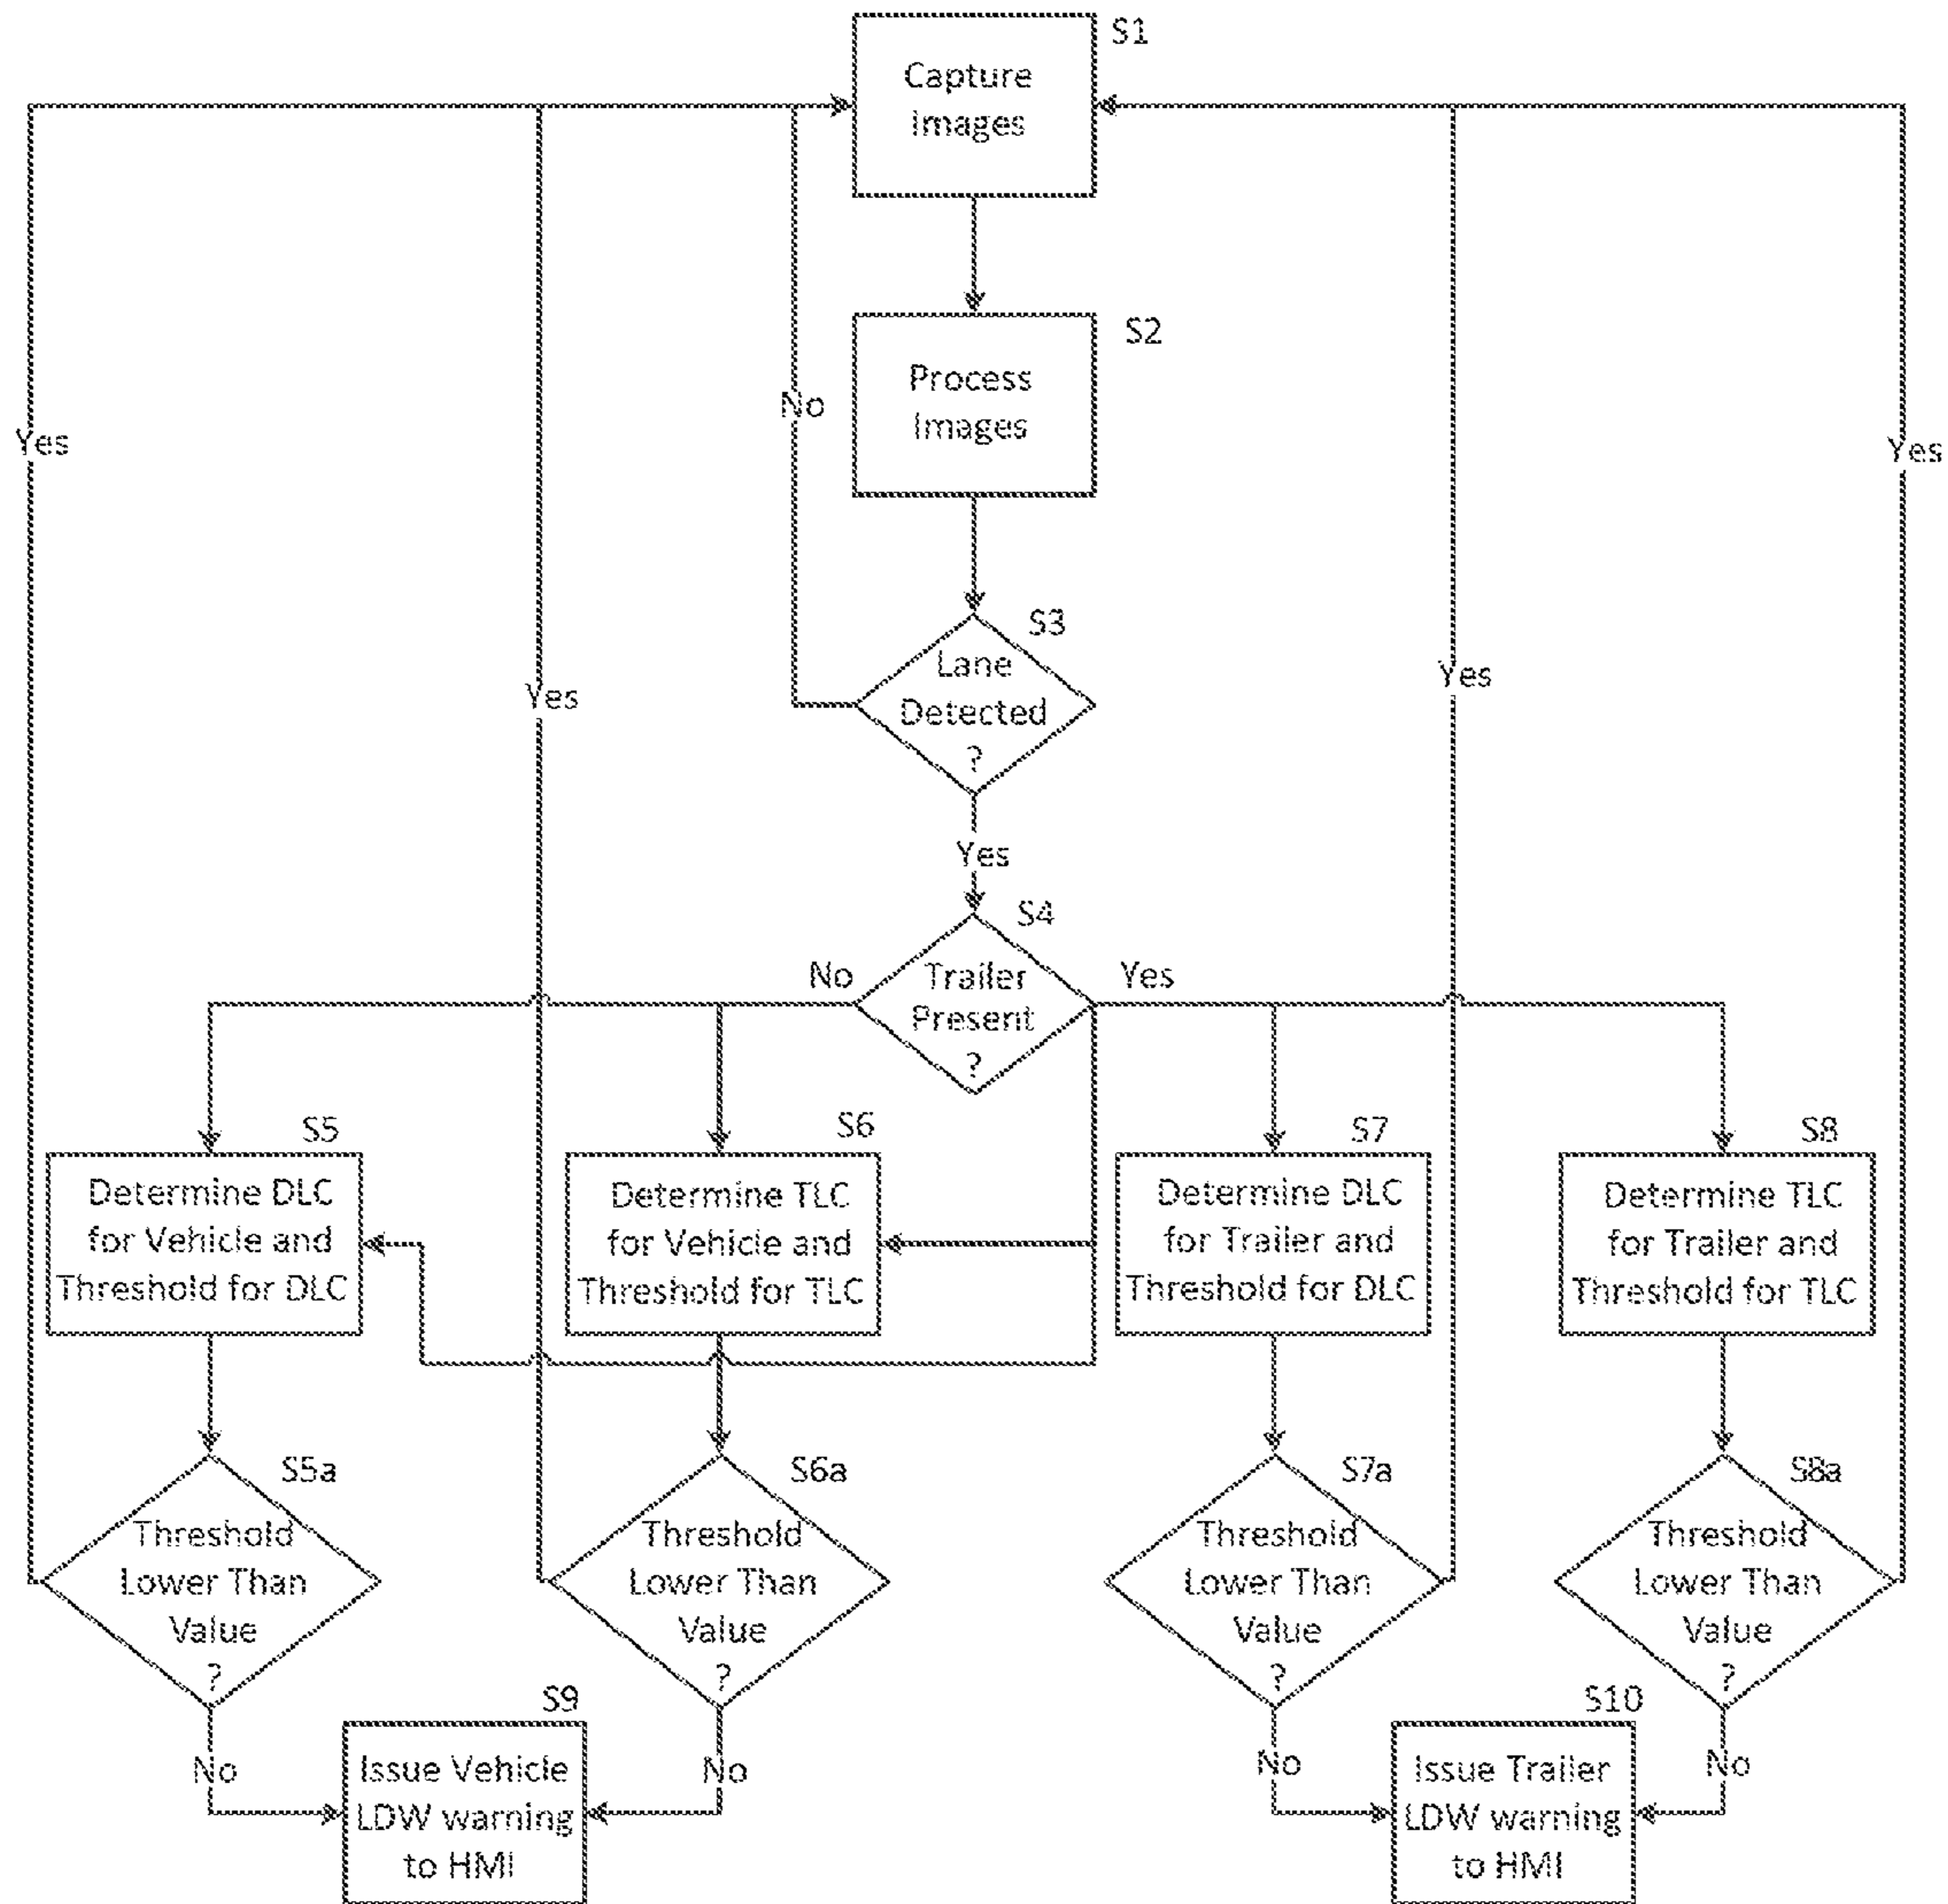 S1
Capture
Images
S2
Process
Images
No
Yes
Yes
S3
Lane
Detected
?
Yes
Yes
Yes
S4
No
Trailer
Present
?
Yes
S5
Determine DLC
for Vehicle and
Threshold for DLC
S6
Determine TLC
for Vehicle and
Threshold for TLC
S7
Determine DLC
for Trailer and
Threshold for DLC
S8
Determine TLC
for Trailer and
Threshold for TLC
S5a
Threshold
Lower Than
Value
?
S6a
Threshold
Lower Than
Value
?
S7a
Threshold
Lower Than
Value
?
S8a
Threshold
Lower Than
Value
?
No
S9
Issue Vehicle
LDW warning
to HMI
No
No
S10
Issue Trailer
LDW warning
to HMI
No